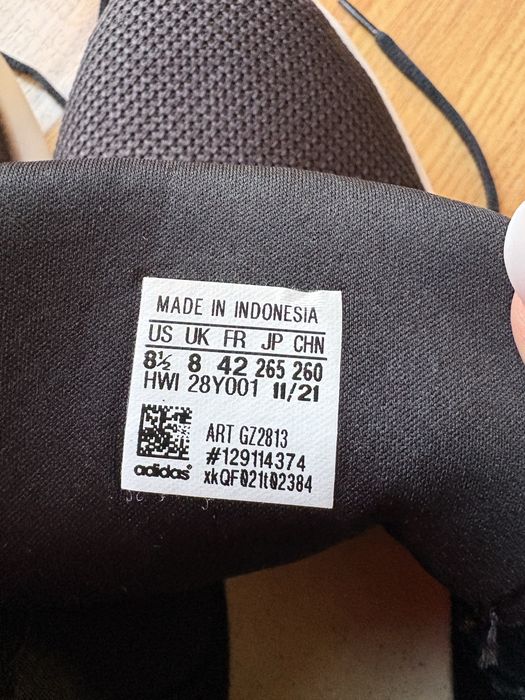 MADE IN INDONESIA
US UK FR JP CHN
8½ 8 42 265 260
HWI 28Y001 11/21
ART GZ2813
#129114374
adidas® xkQF021t02384